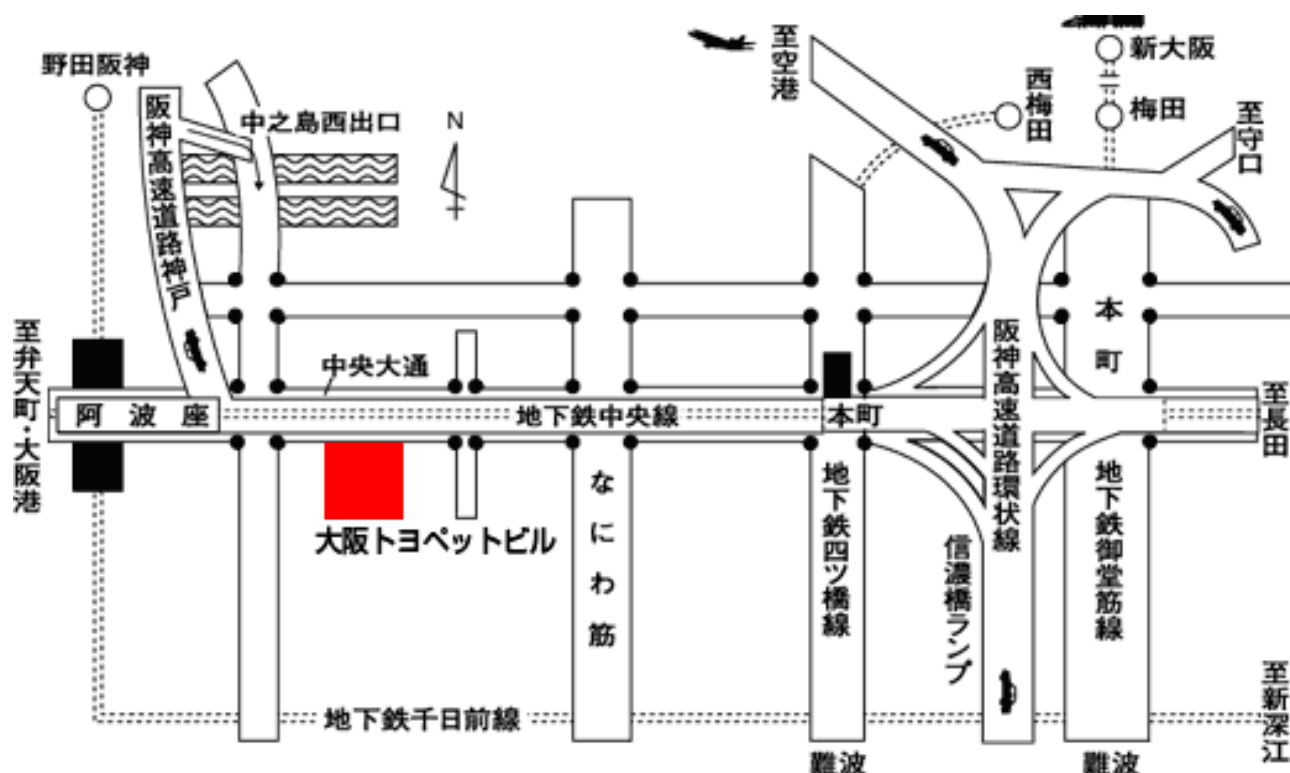 新大阪
至空港
野田阪神
西梅田
梅田
至守口
阪神高速道路神戸
中之島西出口
N
本町
至弁天町・大阪港
阪神高速道路環状線
中央大通
至長田
阿波座
地下鉄中央線
本町
大阪トヨペットビル
なにわ筋
地下鉄四ツ橋線
信濃橋ランプ
地下鉄御堂筋線
至新深江
地下鉄千日前線
難波
難波